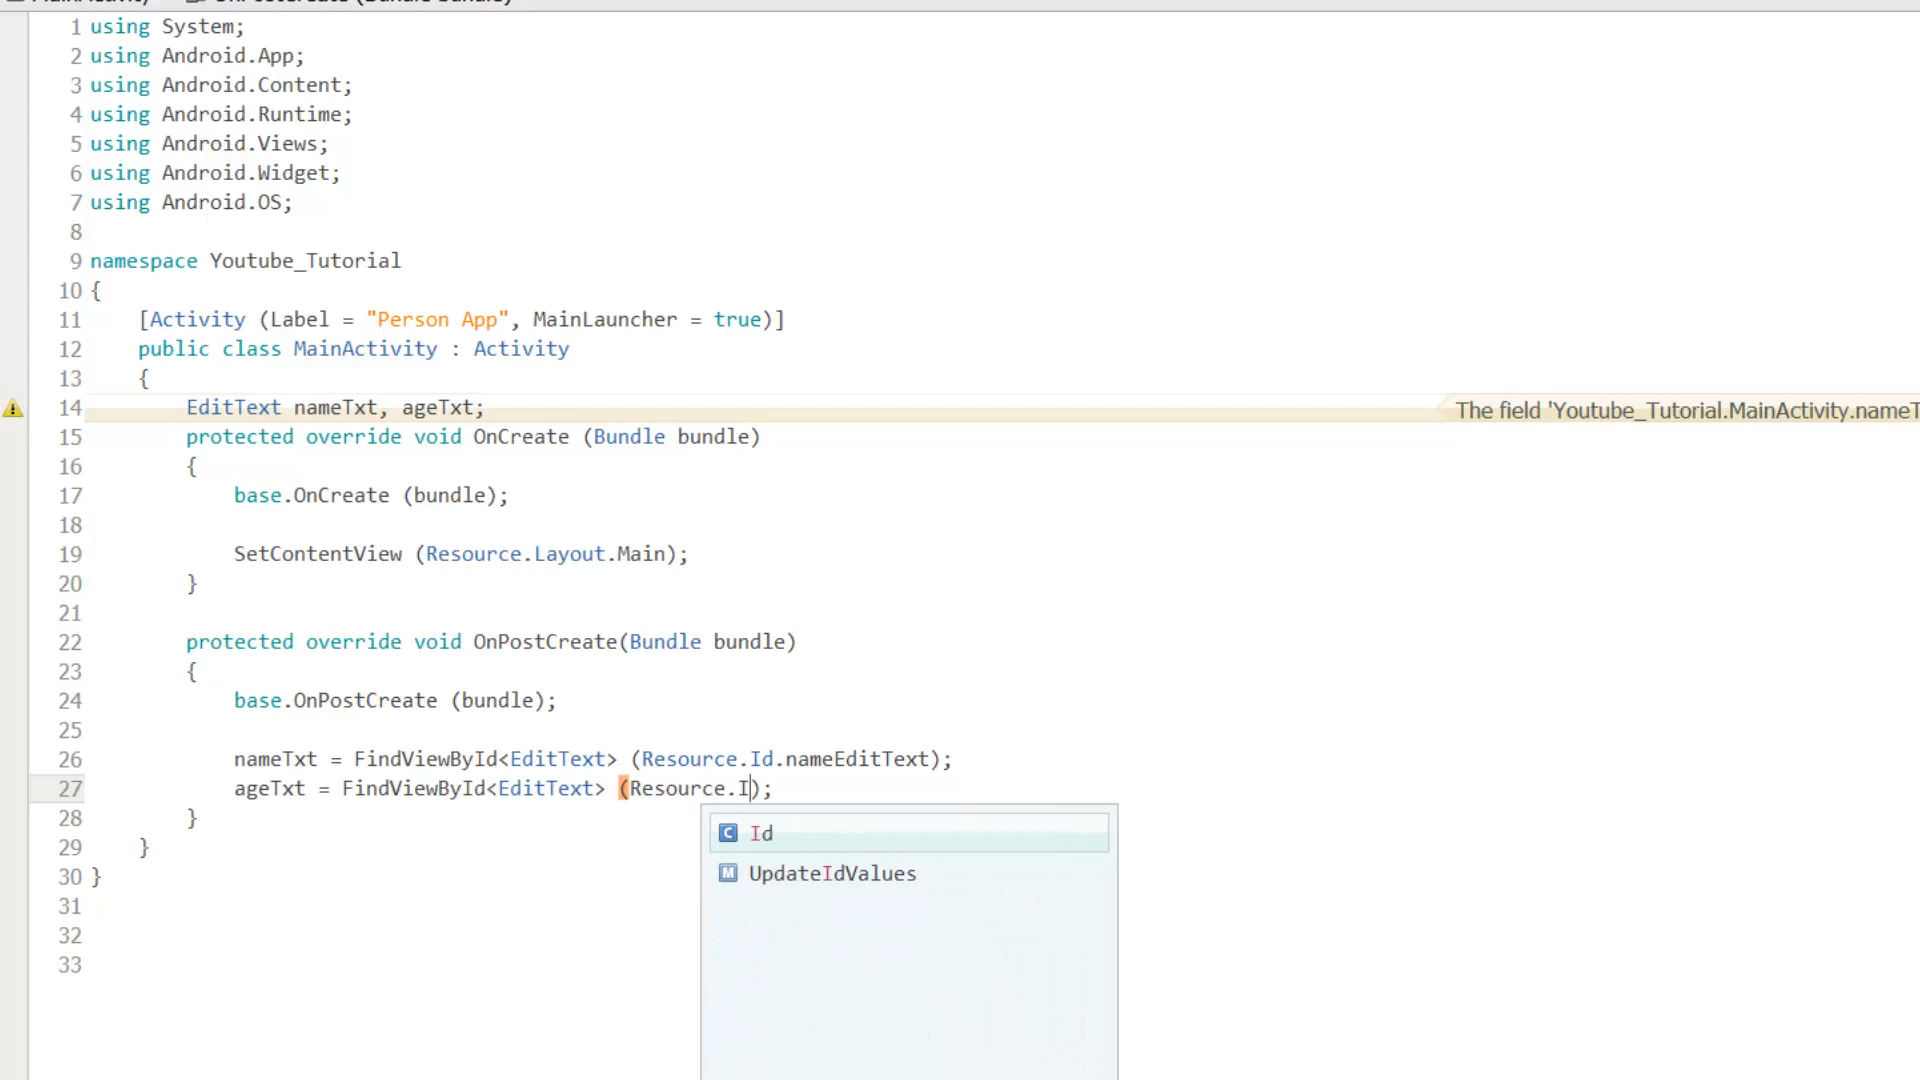 1 using System;
2 using Android.App;
3 using Android.Content;
4 using Android.Runtime;
5 using Android.Views;
6 using Android.Widget;
7 using Android.OS;
8
9 namespace Youtube_Tutorial
10 {
11     [Activity (Label = "Person App", MainLauncher = true)]
12     public class MainActivity : Activity
13     {
14         EditText nameTxt, ageTxt; The field 'Youtube_Tutorial.MainActivity.nameT
15         protected override void OnCreate (Bundle bundle)
16         {
17             base.OnCreate (bundle);
18
19             SetContentView (Resource.Layout.Main);
20         }
21
22         protected override void OnPostCreate(Bundle bundle)
23         {
24             base.OnPostCreate (bundle);
25
26             nameTxt = FindViewById<EditText> (Resource.Id.nameEditText);
27             ageTxt = FindViewById<EditText> (Resource.I);
28         }
29     }
30 }
31
32
33
C Id
M UpdateIdValues